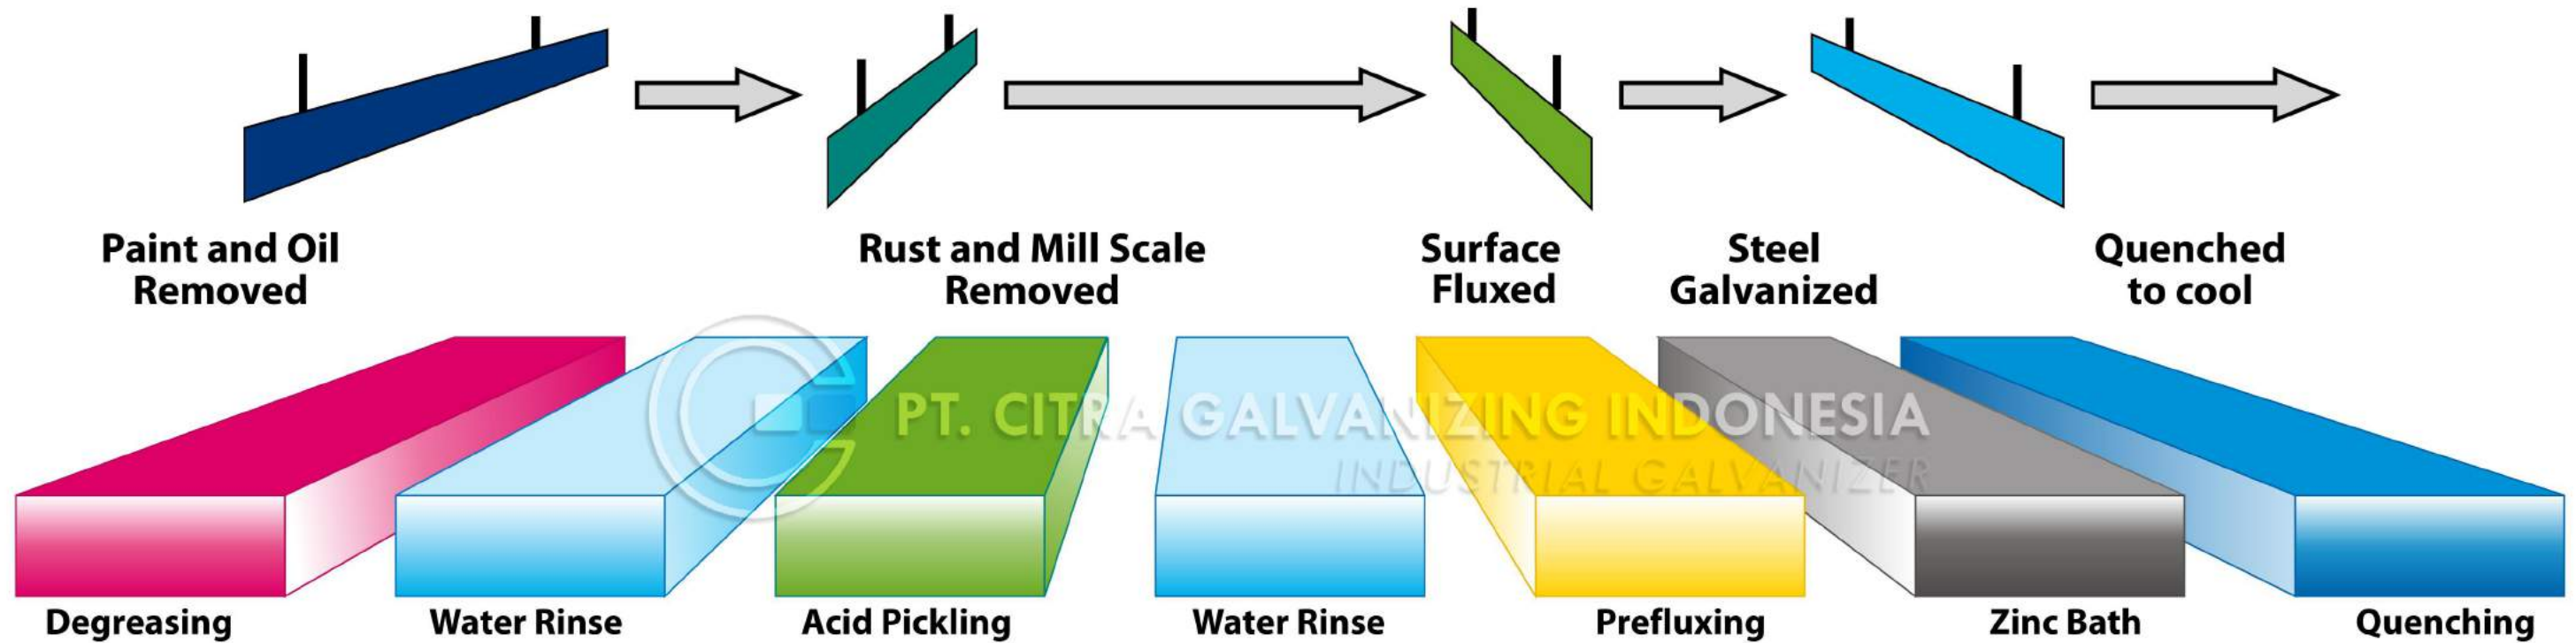 Paint and Oil
Removed
Rust and Mill Scale
Removed
Surface
Fluxed
Steel
Galvanized
Quenched
to cool
PT. CITRA GALVANIZING INDONESIA
INDUSTRIAL GALVANIZER
Degreasing
Water Rinse
Acid Pickling
Water Rinse
Prefluxing
Zinc Bath
Quenching